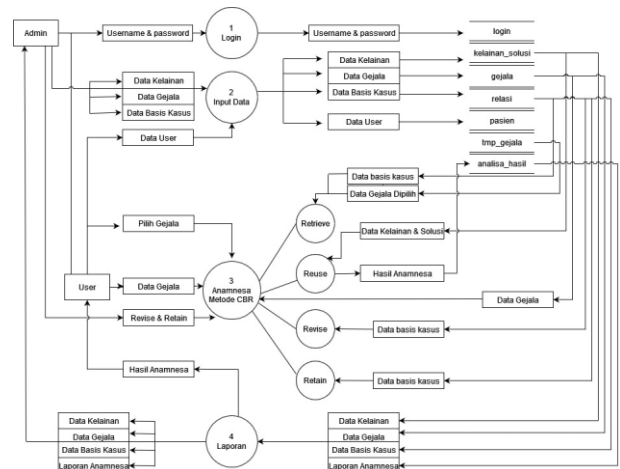 Admin
Username & password
1
Login
Username & password
login
kelainan_solusi
Data Kelainan
Data Gejala
Data Basis Kasus
2
Input Data
Data Kelainan
Data Gejala
Data Basis Kasus
gejala
relasi
Data User
Data User
pasien
tmp_gejala
analisa_hasil
Data basis kasus
Data Gejala Dipilih
Retrieve
Pilih Gejala
Data Kelainan & Solusi
Reuse
Hasil Anamnesa
User
Data Gejala
3
Anamnesa
Metode CBR
Data Gejala
Revise & Retain
Revise
Data basis kasus
Hasil Anamnesa
Retain
Data basis kasus
Data Kelainan
Data Gejala
Data Basis Kasus
Laporan Anamnesa
4
Laporan
Data Kelainan
Data Gejala
Data Basis Kasus
Laporan Anamnesa